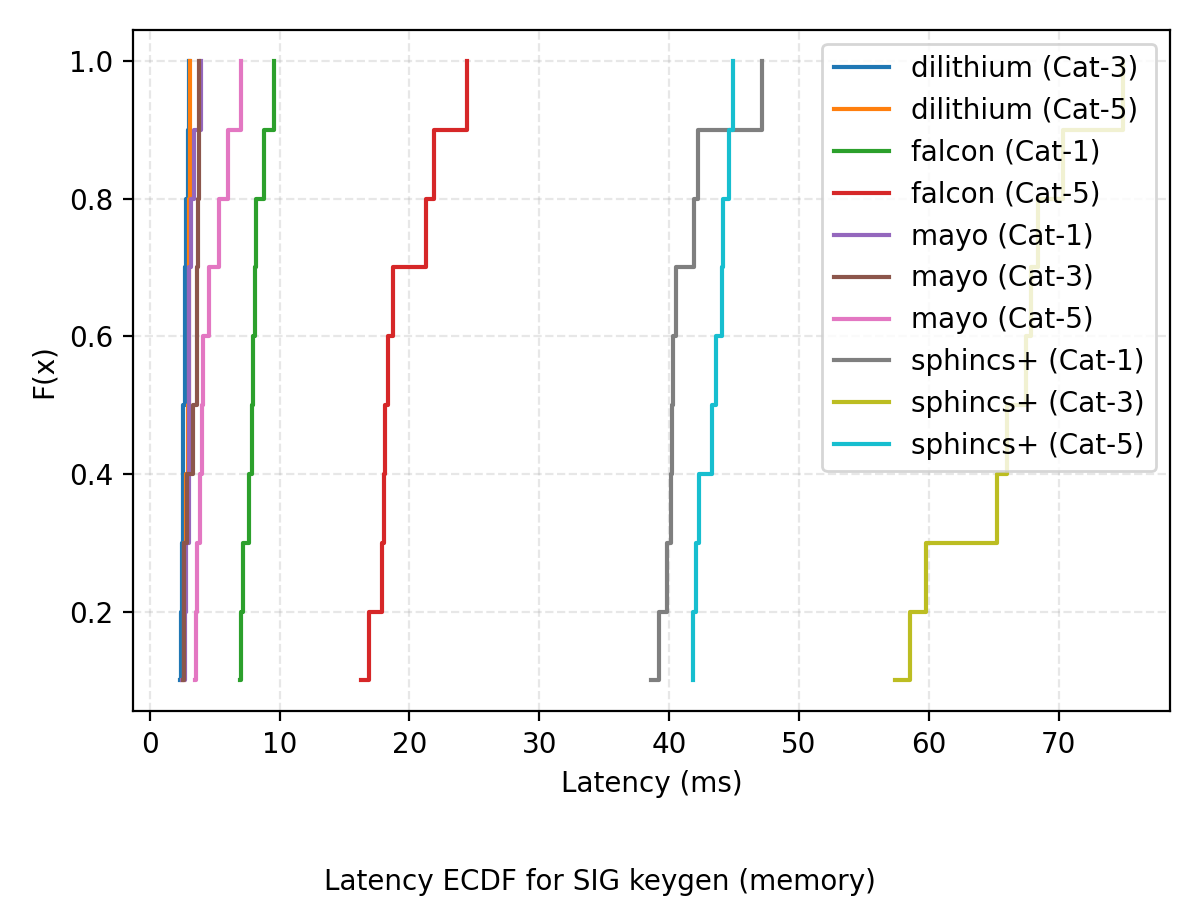 1.0
0.8
0.6
0.4
0.2
F(x)
dilithium (Cat-3)
dilithium (Cat-5)
falcon (Cat-1)
falcon (Cat-5)
mayo (Cat-1)
mayo (Cat-3)
mayo (Cat-5)
sphincs+ (Cat-1)
sphincs+ (Cat-3)
sphincs+ (Cat-5)
0 10 20 30 40 50 60 70
Latency (ms)
Latency ECDF for SIG keygen (memory)